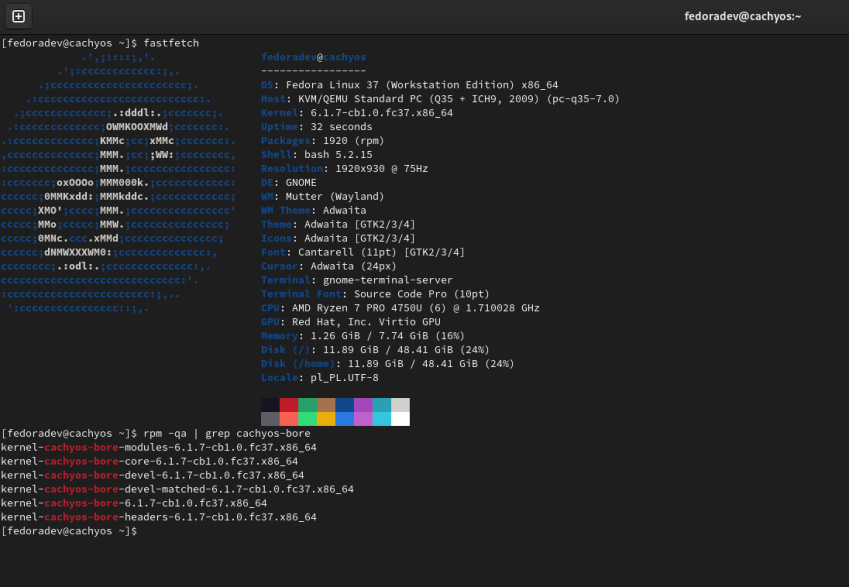 fedoradev@cachyos:~
[fedoradev@cachyos ~]$ fastfetch
fedoradev@cachyos
-----------------
OS: Fedora Linux 37 (Workstation Edition) x86_64
Host: KVM/QEMU Standard PC (Q35 + ICH9, 2009) (pc-q35-7.0)
Kernel: 6.1.7-cb1.0.fc37.x86_64
Uptime: 32 seconds
Packages: 1920 (rpm)
Shell: bash 5.2.15
Resolution: 1920x930 @ 75Hz
DE: GNOME
WM: Mutter (Wayland)
WM Theme: Adwaita
Theme: Adwaita [GTK2/3/4]
Icons: Adwaita [GTK2/3/4]
Font: Cantarell (11pt) [GTK2/3/4]
Cursor: Adwaita (24px)
Terminal: gnome-terminal-server
Terminal Font: Source Code Pro (10pt)
CPU: AMD Ryzen 7 PRO 4750U (6) @ 1.710028 GHz
GPU: Red Hat, Inc. Virtio GPU
Memory: 1.26 GiB / 7.74 GiB (16%)
Disk (/): 11.89 GiB / 48.41 GiB (24%)
Disk (/home): 11.89 GiB / 48.41 GiB (24%)
Locale: pl_PL.UTF-8
[fedoradev@cachyos ~]$ rpm -qa | grep cachyos-bore
kernel-cachyos-bore-modules-6.1.7-cb1.0.fc37.x86_64
kernel-cachyos-bore-core-6.1.7-cb1.0.fc37.x86_64
kernel-cachyos-bore-devel-6.1.7-cb1.0.fc37.x86_64
kernel-cachyos-bore-devel-matched-6.1.7-cb1.0.fc37.x86_64
kernel-cachyos-bore-6.1.7-cb1.0.fc37.x86_64
kernel-cachyos-bore-headers-6.1.7-cb1.0.fc37.x86_64
[fedoradev@cachyos ~]$